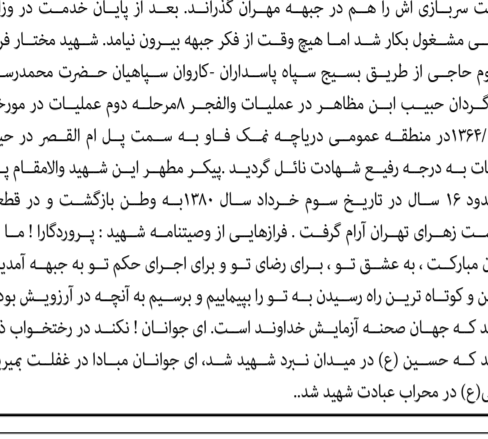 ت سربازی اش را هم در جبهه مهران گذراند. بعد از پایان خدمت در وزا
ی مشغول بکار شد اما هیچ وقت از فکر جبهه بیرون نیامد. شهید مختار فر
وم حاجی از طریق بسیج سپاه پاسداران -کاروان سپاهیان حضرت محمدرس
گردان حبیب ابن مظاهر در عملیات والفجر ۸مرحله دوم عملیات در مورخ
/۱۳۶۴در منطقه عمومی دریاچه نمک فاو به سمت پل ام القصر در حی
ات به درجه رفیع شهادت نائل گردید .پیکر مطهر این شهید والامقام پ
دود ۱۶ سال در تاریخ سوم خرداد سال ۱۳۸۰به وطن بازگشت و در قطع
ت زهرای تهران آرام گرفت . فرازهایی از وصیتنامه شهید : پروردگارا ! ما
ن مبارکت ، به عشق تو ، برای رضای تو و برای اجرای حکم تو به جبهه آمدی
ن و کوتاه ترین راه رسیدن به تو را بپیماییم و برسیم به آنچه در آرزویش بود
د که جهان صحنه آزمایش خداوند است. ای جوانان ! نکند در رختخواب ذ
د که حسین (ع) در میدان نبرد شهید شد، ای جوانان مبادا در غفلت بمیری
ی(ع) در محراب عبادت شهید شد..